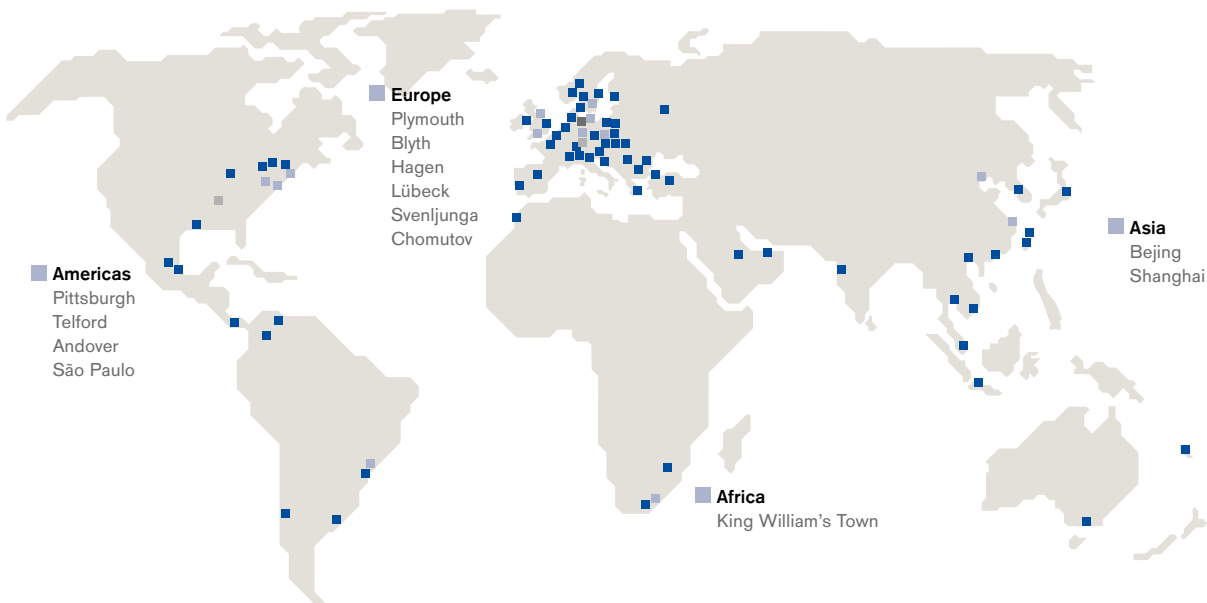 Europe
Plymouth
Blyth
Hagen
Lübeck
Svenljunga
Chomutov
Americas
Pittsburgh
Telford
Andover
São Paulo
Asia
Bejing
Shanghai
Africa
King William's Town